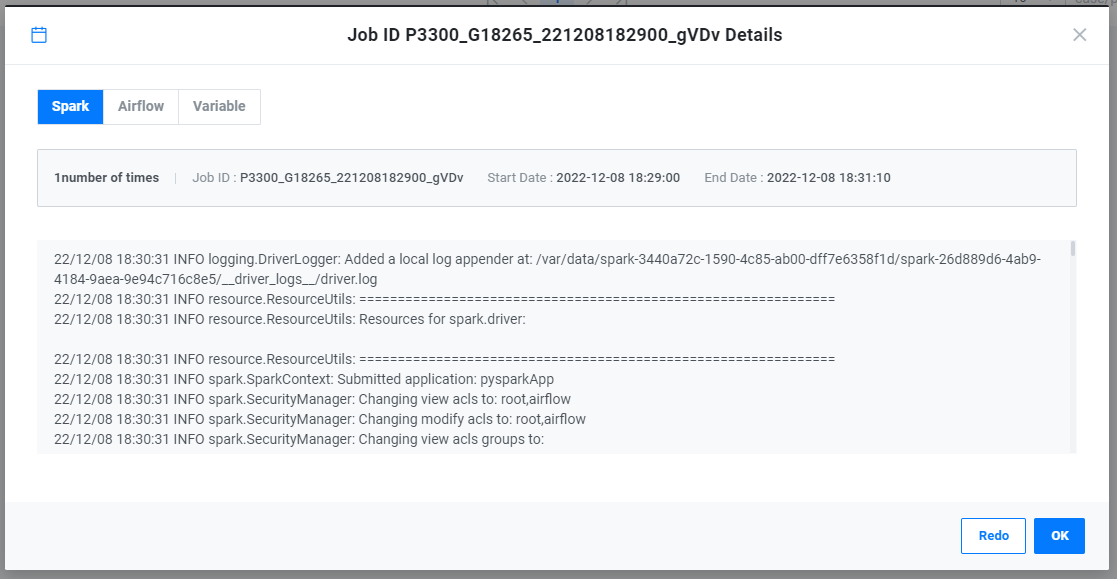 Job ID P3300_G18265_221208182900_gVDv Details
Spark Airflow Variable
1number of times | Job ID : P3300_G18265_221208182900_gVDv Start Date : 2022-12-08 18:29:00 End Date : 2022-12-08 18:31:10
22/12/08 18:30:31 INFO logging.DriverLogger: Added a local log appender at: /var/data/spark-3440a72c-1590-4c85-ab00-dff7e6358f1d/spark-26d889d6-4ab9-
4184-9aea-9e94c716c8e5/__driver_logs__/driver.log
22/12/08 18:30:31 INFO resource.ResourceUtils: ==============================================================
22/12/08 18:30:31 INFO resource.ResourceUtils: Resources for spark.driver:
22/12/08 18:30:31 INFO resource.ResourceUtils: ==============================================================
22/12/08 18:30:31 INFO spark.SparkContext: Submitted application: pysparkApp
22/12/08 18:30:31 INFO spark.SecurityManager: Changing view acls to: root,airflow
22/12/08 18:30:31 INFO spark.SecurityManager: Changing modify acls to: root,airflow
22/12/08 18:30:31 INFO spark.SecurityManager: Changing view acls groups to:
Redo OK